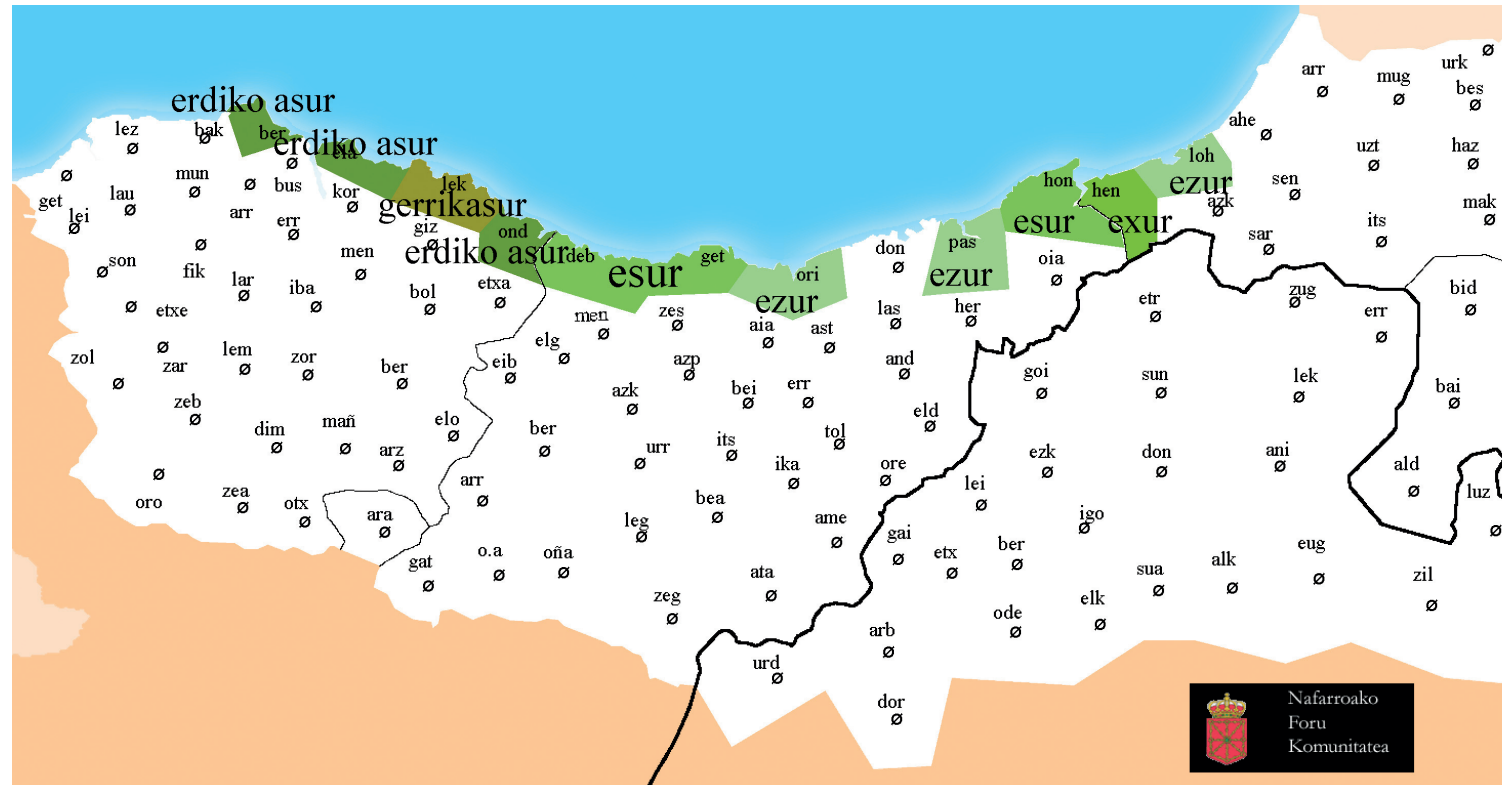 urk
arr
mug
bes
erdiko asur
ahe
lez
bak
ber
erdiko asur
ela
loh
uzt
haz
get
lau
mun
bus
kor
lek
hon
hen
ezur
sen
lei
arr
err
gerrikasur
giz
ond
esur
exur
azk
its
mak
son
fik
men
erdiko asur
deb
esur
get
ori
don
pas
oia
sar
etxe
lar
iba
bol
etxa
ezur
ezur
etr
zug
bid
men
zes
aia
ast
las
her
err
zol
zar
lem
zor
ber
elg
eib
azp
and
goi
sun
lek
bai
zeb
azk
bei
err
dim
mañ
elo
ber
its
tol
eld
arz
urr
ika
ore
ezk
don
ani
ald
oro
zea
otx
ara
arr
leg
bea
ame
lei
igo
luz
gat
o.a
oña
gai
etx
ber
sua
alk
eug
zil
zeg
ata
ode
elk
arb
urd
dor
Nafarroako
Foru
Komunitatea